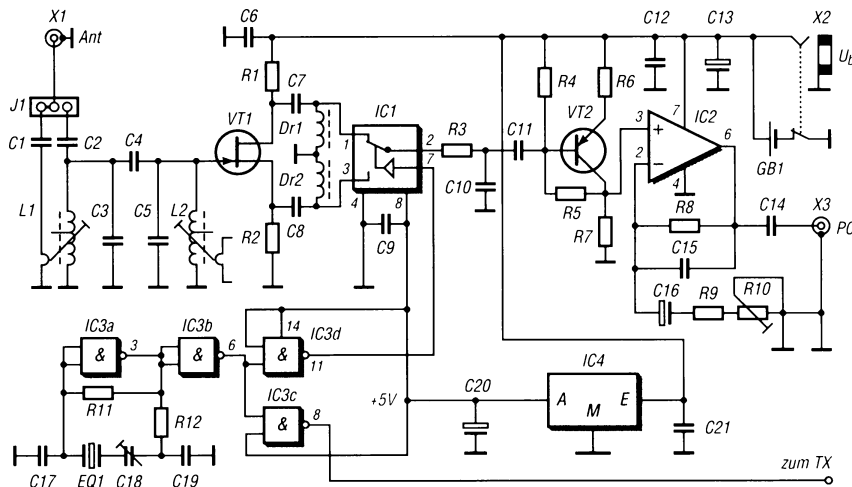 X1
Ant
J1
C1
C2
C4
L1
C3
C5
L2
C6
R1
C7
VT1
Dr1
Dr2
C8
R2
IC1
1
2
3
7
4
8
C9
R3
C10
C11
R4
R6
VT2
R5
R7
C12
C13
X2
IC2
3
+
7
6
2
−
4
GB1
R8
C14
X3
PC
C15
C16
R9
R10
IC3a
&
3
IC3b
&
6
14
IC3d
&
11
R11
R12
IC3c
&
8
+5V
C20
IC4
A
M
E
C21
C17
EQ1
C18
C19
zum TX